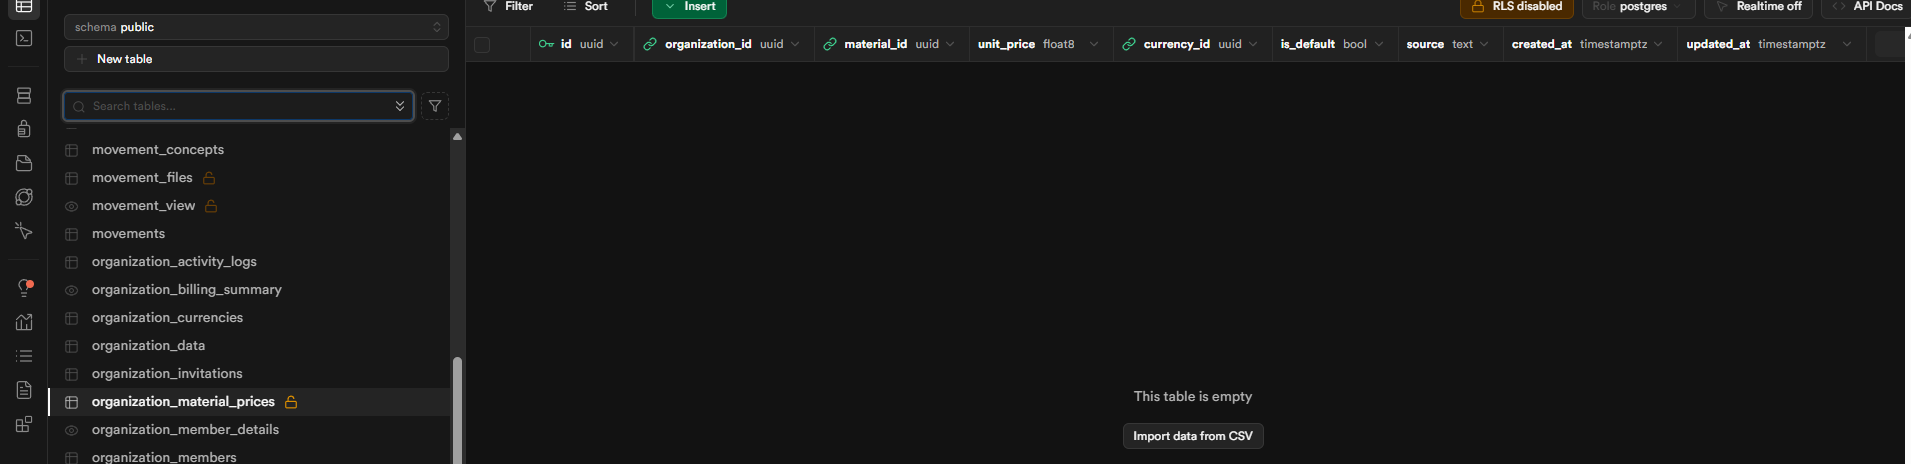 Filter Sort Insert RLS disabled Role postgres Realtime off API Docs
schema public
New table
id uuid organization_id uuid material_id uuid unit_price float8 currency_id uuid is_default bool source text created_at timestamptz updated_at timestamptz
Search tables...
movement_concepts
movement_files
movement_view
movements
organization_activity_logs
organization_billing_summary
organization_currencies
organization_data
organization_invitations
organization_material_prices
organization_member_details
organization_members
This table is empty
Import data from CSV